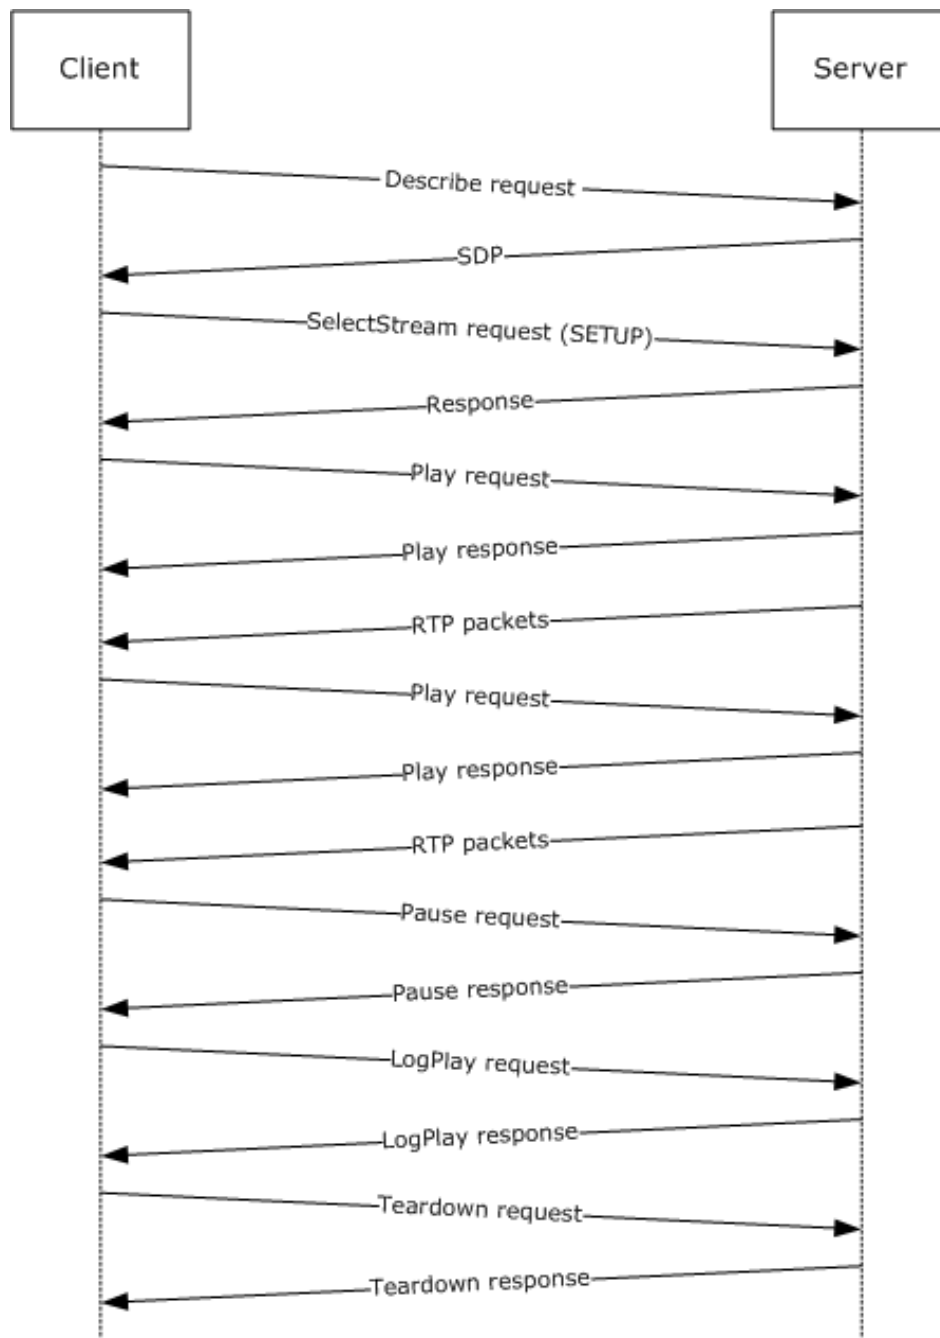 Client
Server
Describe request
SDP
SelectStream request (SETUP)
Response
Play request
Play response
RTP packets
Play request
Play response
RTP packets
Pause request
Pause response
LogPlay request
LogPlay response
Teardown request
Teardown response